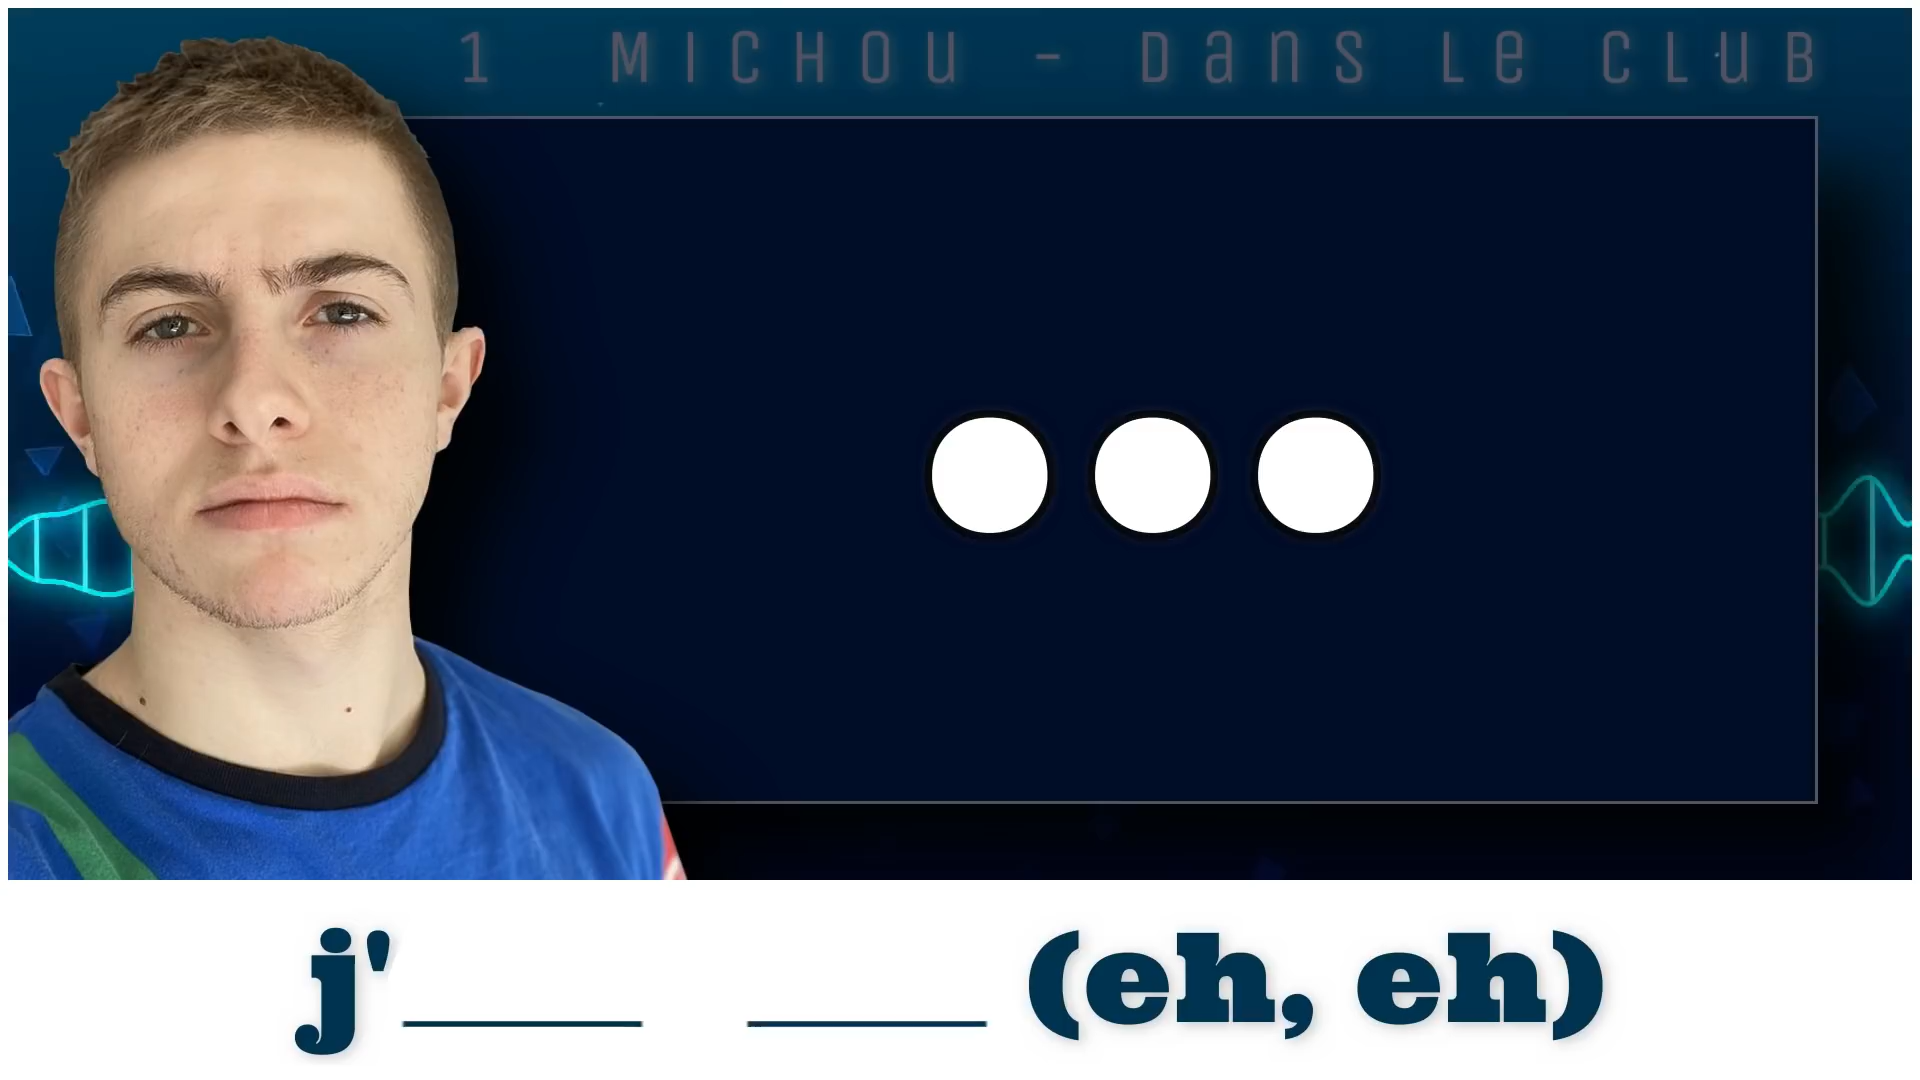 1 MICHOU - Dans Le CLUB
j'____ ____ (eh, eh)